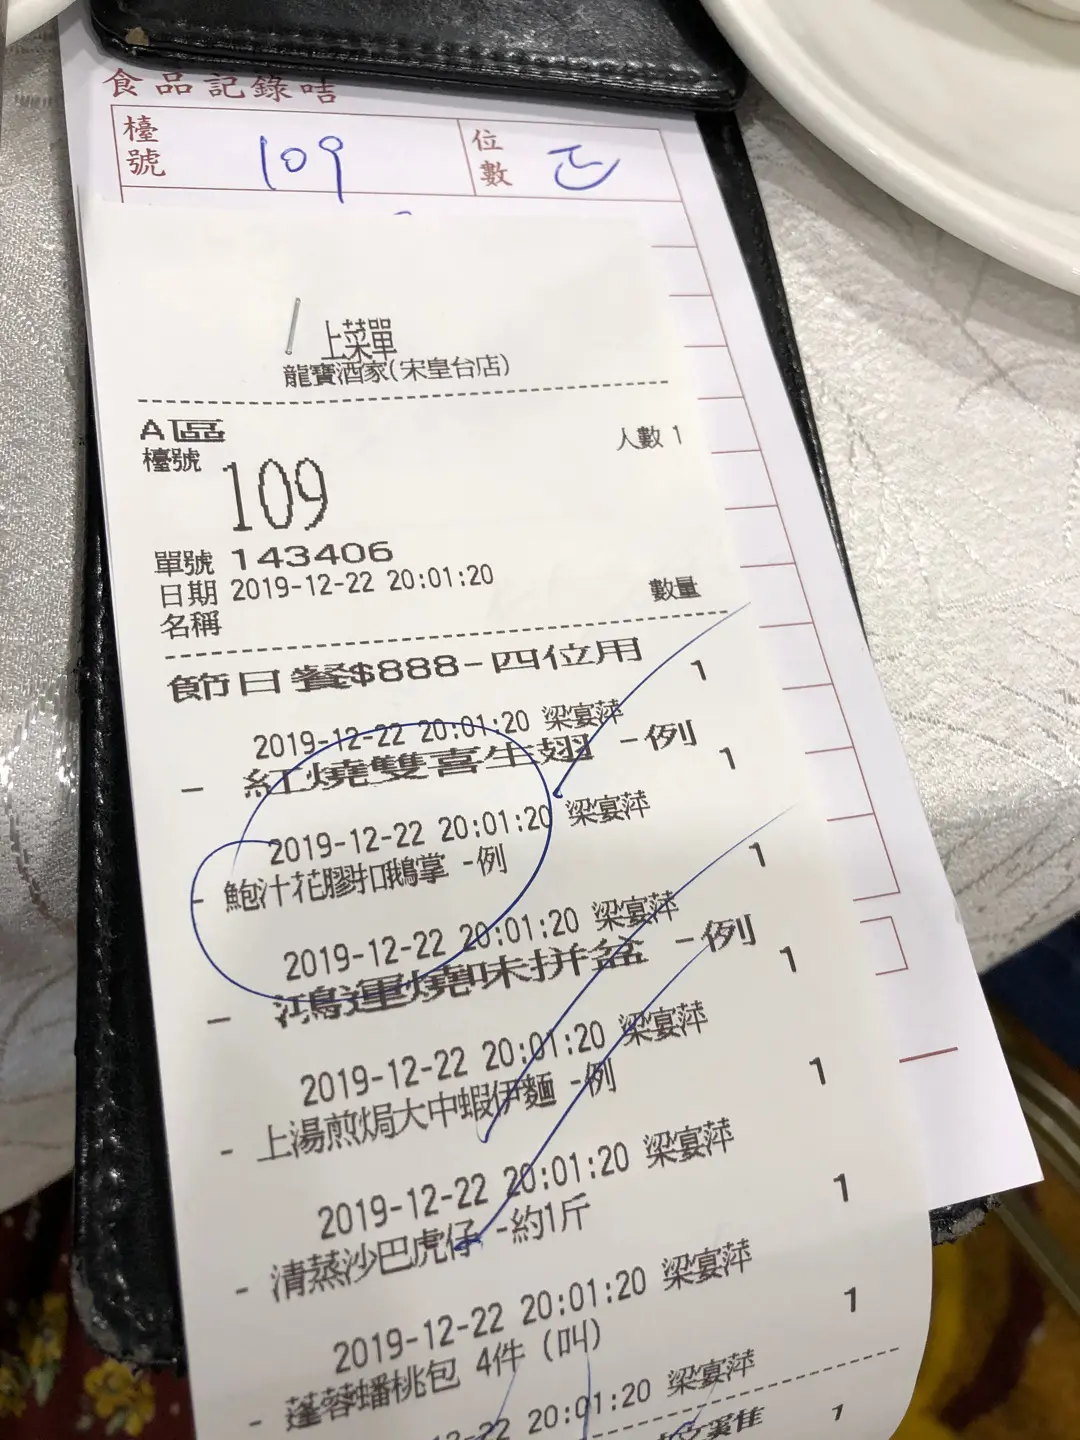 食品記錄咭
檯號 109 位數
上菜單
龍寶酒家(宋皇台店)
A區
檯號 109 人數 1
單號 143406
日期 2019-12-22 20:01:20
名稱 數量
節日餐$888-四位用 1
2019-12-22 20:01:20 梁宴萍
- 紅燒雙喜生翅 -例 1
2019-12-22 20:01:20 梁宴萍
- 鮑汁花膠扣鵝掌 -例 1
2019-12-22 20:01:20 梁宴萍
- 鴻運燒味拼盆 -例 1
2019-12-22 20:01:20 梁宴萍
- 上湯煎焗大中蝦伊麵 -例 1
2019-12-22 20:01:20 梁宴萍
- 清蒸沙巴虎仔 -約1斤 1
2019-12-22 20:01:20 梁宴萍
- 蓬蓉蟠桃包 4件 (叫) 1
-22 20:01:20 梁宴萍
1